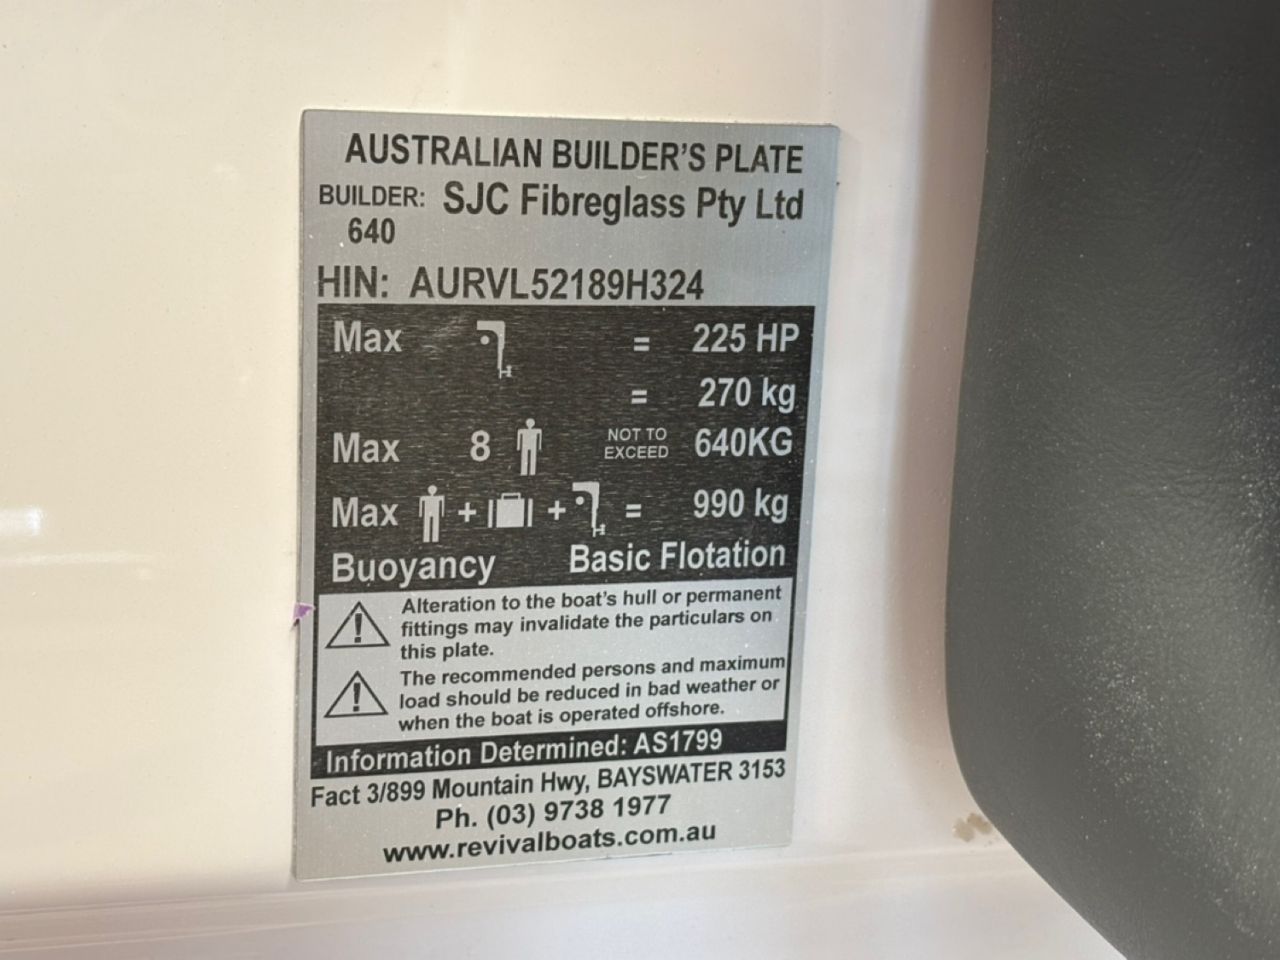 AUSTRALIAN BUILDER'S PLATE
BUILDER: SJC Fibreglass Pty Ltd
640
HIN: AURVL52189H324
Max = 225 HP
= 270 kg
Max 8 NOT TO EXCEED 640KG
Max + + = 990 kg
Buoyancy Basic Flotation
Alteration to the boat's hull or permanent
fittings may invalidate the particulars on
this plate.
The recommended persons and maximum
load should be reduced in bad weather or
when the boat is operated offshore.
Information Determined: AS1799
Fact 3/899 Mountain Hwy, BAYSWATER 3153
Ph. (03) 9738 1977
www.revivalboats.com.au